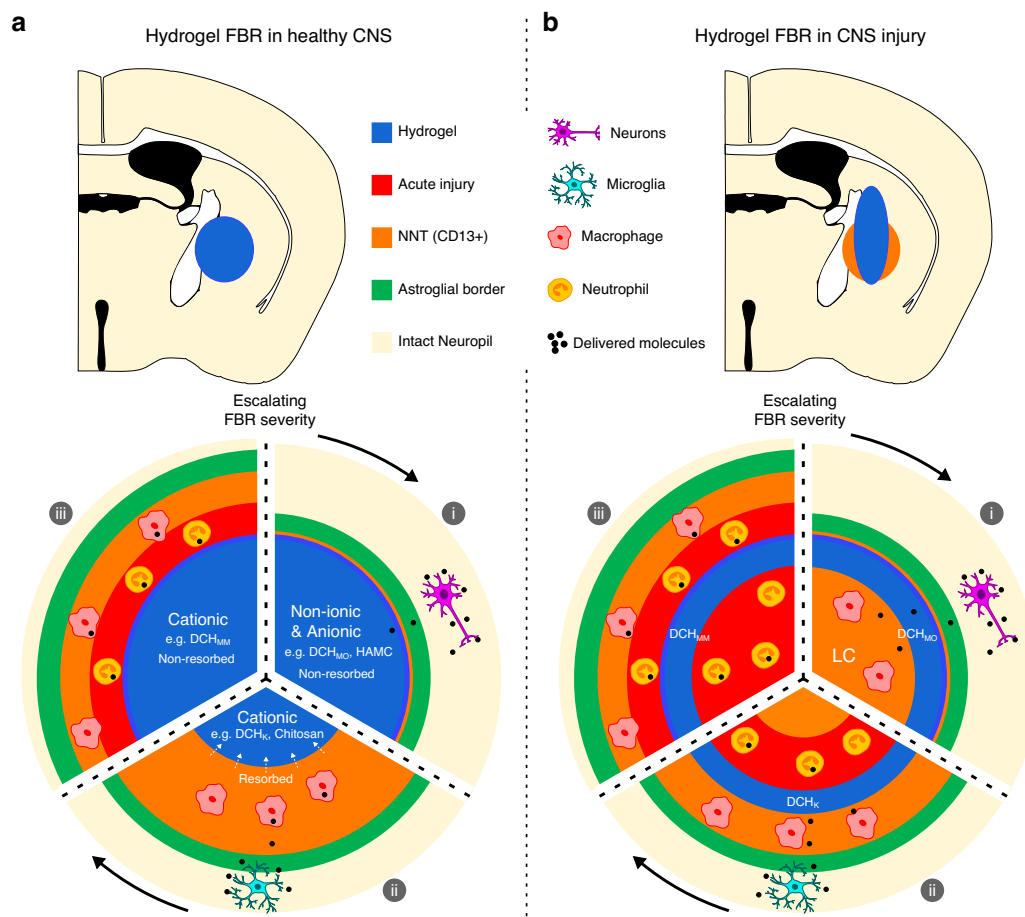 a
Hydrogel FBR in healthy CNS
Hydrogel
Acute injury
NNT (CD13+)
Astroglial border
Intact Neuropil
b
Hydrogel FBR in CNS injury
Neurons
Microglia
Macrophage
Neutrophil
Delivered molecules
Escalating
FBR severity
i
ii
iii
Non-ionic
& Anionic
e.g. DCHMO, HAMC
Non-resorbed
Cationic
e.g. DCHK, Chitosan
Resorbed
Cationic
e.g. DCHMM
Non-resorbed
Escalating
FBR severity
i
ii
iii
DCHMM
LC
DCHMO
DCHK